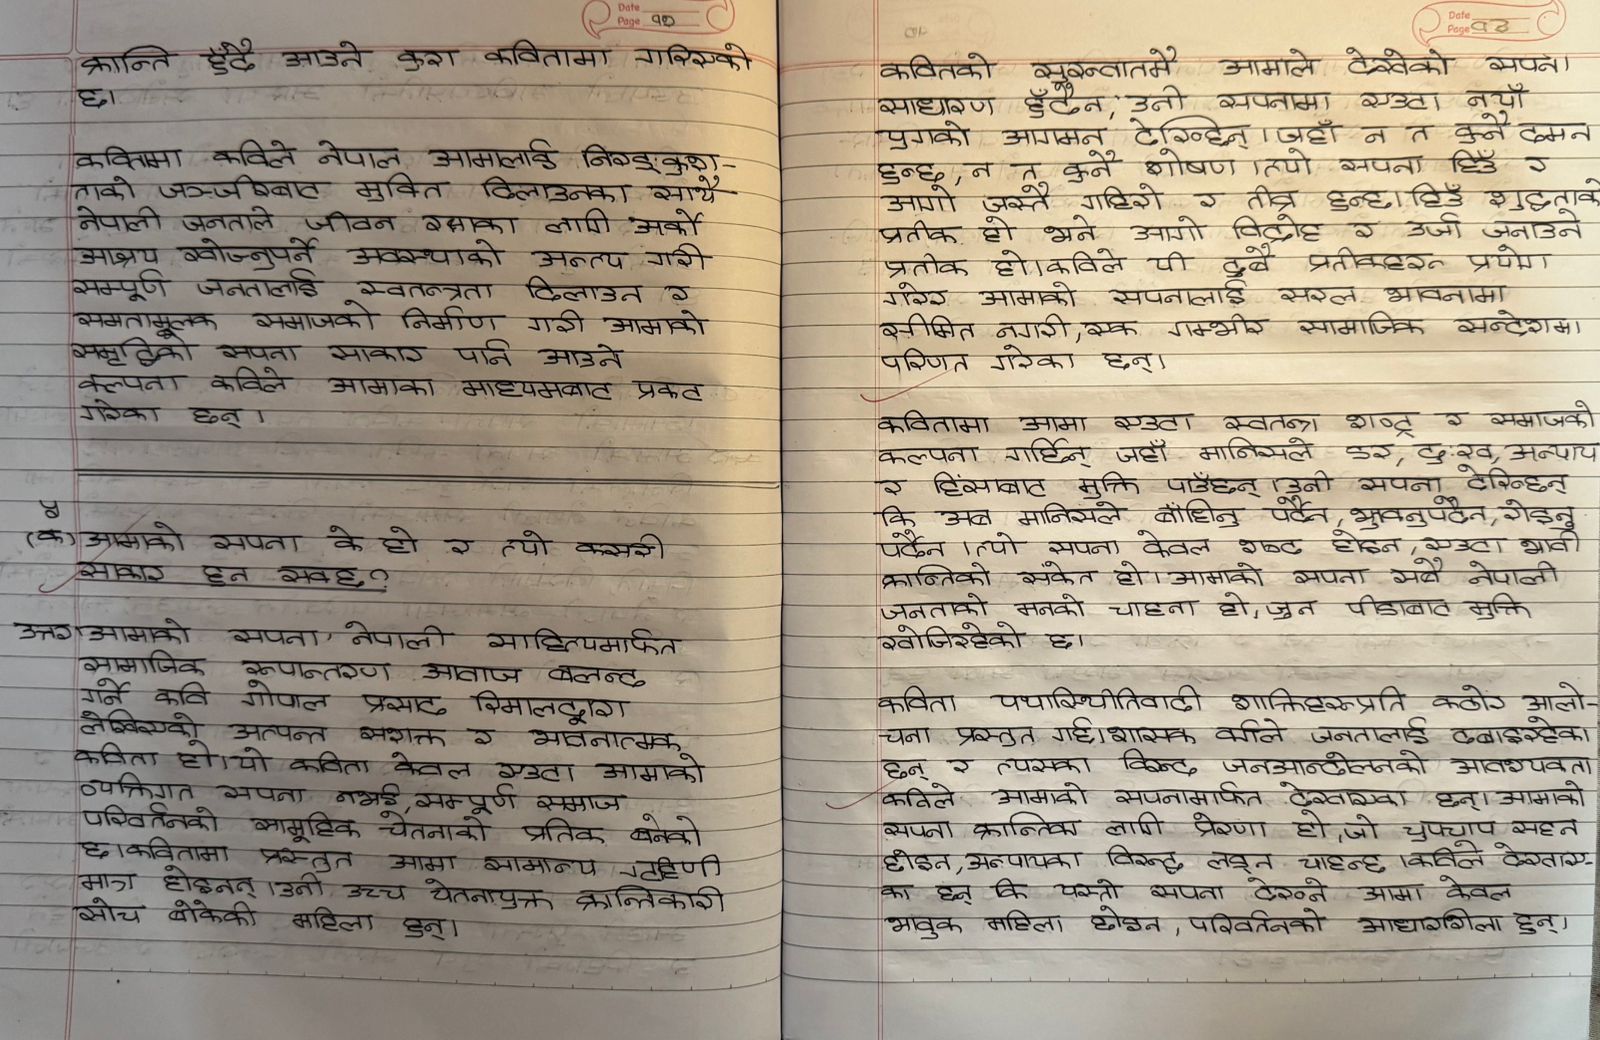 Date
Page १७
क्रान्ति हुँदै आउने कुरा कवितामा गरिएको
छ।
कवितामा कविले नेपाल आमालाई निरङ्कुश-
ताको जञ्जीरबाट मुक्ति दिलाउनका साथै
नेपाली जनताले जीवन रक्षाका लागि अर्को
आश्रय खोज्नुपर्ने अवस्थाको अन्त्य गरी
सम्पूर्ण जनतालाई स्वतन्त्रता दिलाउन र
समतामूलक समाजको निर्माण गरी आमाको
समृद्धिको सपना साकार पार्न आउने
कल्पना कविले आमाका माध्यमबाट प्रकट
गरेका छन्।
४
(क) आमाको सपना के हो र त्यो कसरी
साकार हुन सक्छ?
उत्तर: आमाको सपना' नेपाली साहित्यमार्फत
सामाजिक रूपान्तरण आवाज बलन्द
गर्ने कवि गोपाल प्रसाद रिमालद्वारा
लेखिएको अत्यन्त सशक्त र भावनात्मक
कविता हो। यो कविता केवल एउटा आमाको
व्यक्तिगत सपना नभई, सम्पूर्ण समाज
परिवर्तनको सामूहिक चेतनाको प्रतिक बनेको
छ। कवितामा प्रस्तुत आमा सामान्य गृहिणी
मात्र होइनन्। उनी उच्च चेतनायुक्त क्रान्तिकारी
सोच बोकेकी महिला हुन्।
Date
Page १८
कवितको सुरुवातमै आमाले देखेको सपना
साधारण हुँदैन, उनी सपनामा एउटा नयाँ
युगको आगमन देख्छिन्। जहाँ न त कुनै दमन
हुन्छ, न त कुनै शोषण। त्यो सपना हिउँ र
आगो जस्तै गहिरो र तीव्र हुन्छ। हिउँ शुद्धताको
प्रतीक हो भने आगो विद्रोह र उर्जा जनाउने
प्रतीक हो। कविले यी दुवै प्रतीकहरू प्रयोग
गरेर आमाको सपनालाई सरल भावनामा
सीमित नगरी, एक गम्भीर सामाजिक सन्देशमा
परिणत गरेका छन्।
कवितामा आमा एउटा स्वतन्त्र राष्ट्र र समाजको
कल्पना गर्छिन् जहाँ मानिसले डर, दु:ख, अन्याय
र हिंसाबाट मुक्ति पाउँछन्। उनी सपना देख्छिन्
कि अब मानिसले बाँधिनु पर्दैन, झुक्नुपर्दैन, रोइनु
पर्दैन। त्यो सपना केवल शब्द होइन, एउटा भावी
क्रान्तिको संकेत हो। आमाको सपना सबै नेपाली
जनताको मनको चाहना हो, जुन पीडाबाट मुक्ति
खोजिरहेको छ।
कविता यथास्थितिवादी शक्तिहरूप्रति कठोर आलो-
चना प्रस्तुत गर्छ। शासक वर्गले जनतालाई दबाइरहेका
छन् र त्यसका विरुद्ध जनआन्दोलनको आवश्यकता
कविले आमाको सपनामार्फत देखाएका छन्। आमाको
सपना क्रान्तिका लागि प्रेरणा हो, जो चुपचाप सहन
होइन, अन्यायका विरुद्ध लड्न चाहन्छ। कविले देखाए-
का छन् कि यस्तो सपना देख्ने आमा केवल
भावुक महिला होइन, परिवर्तनको आधारशिला हुन्।